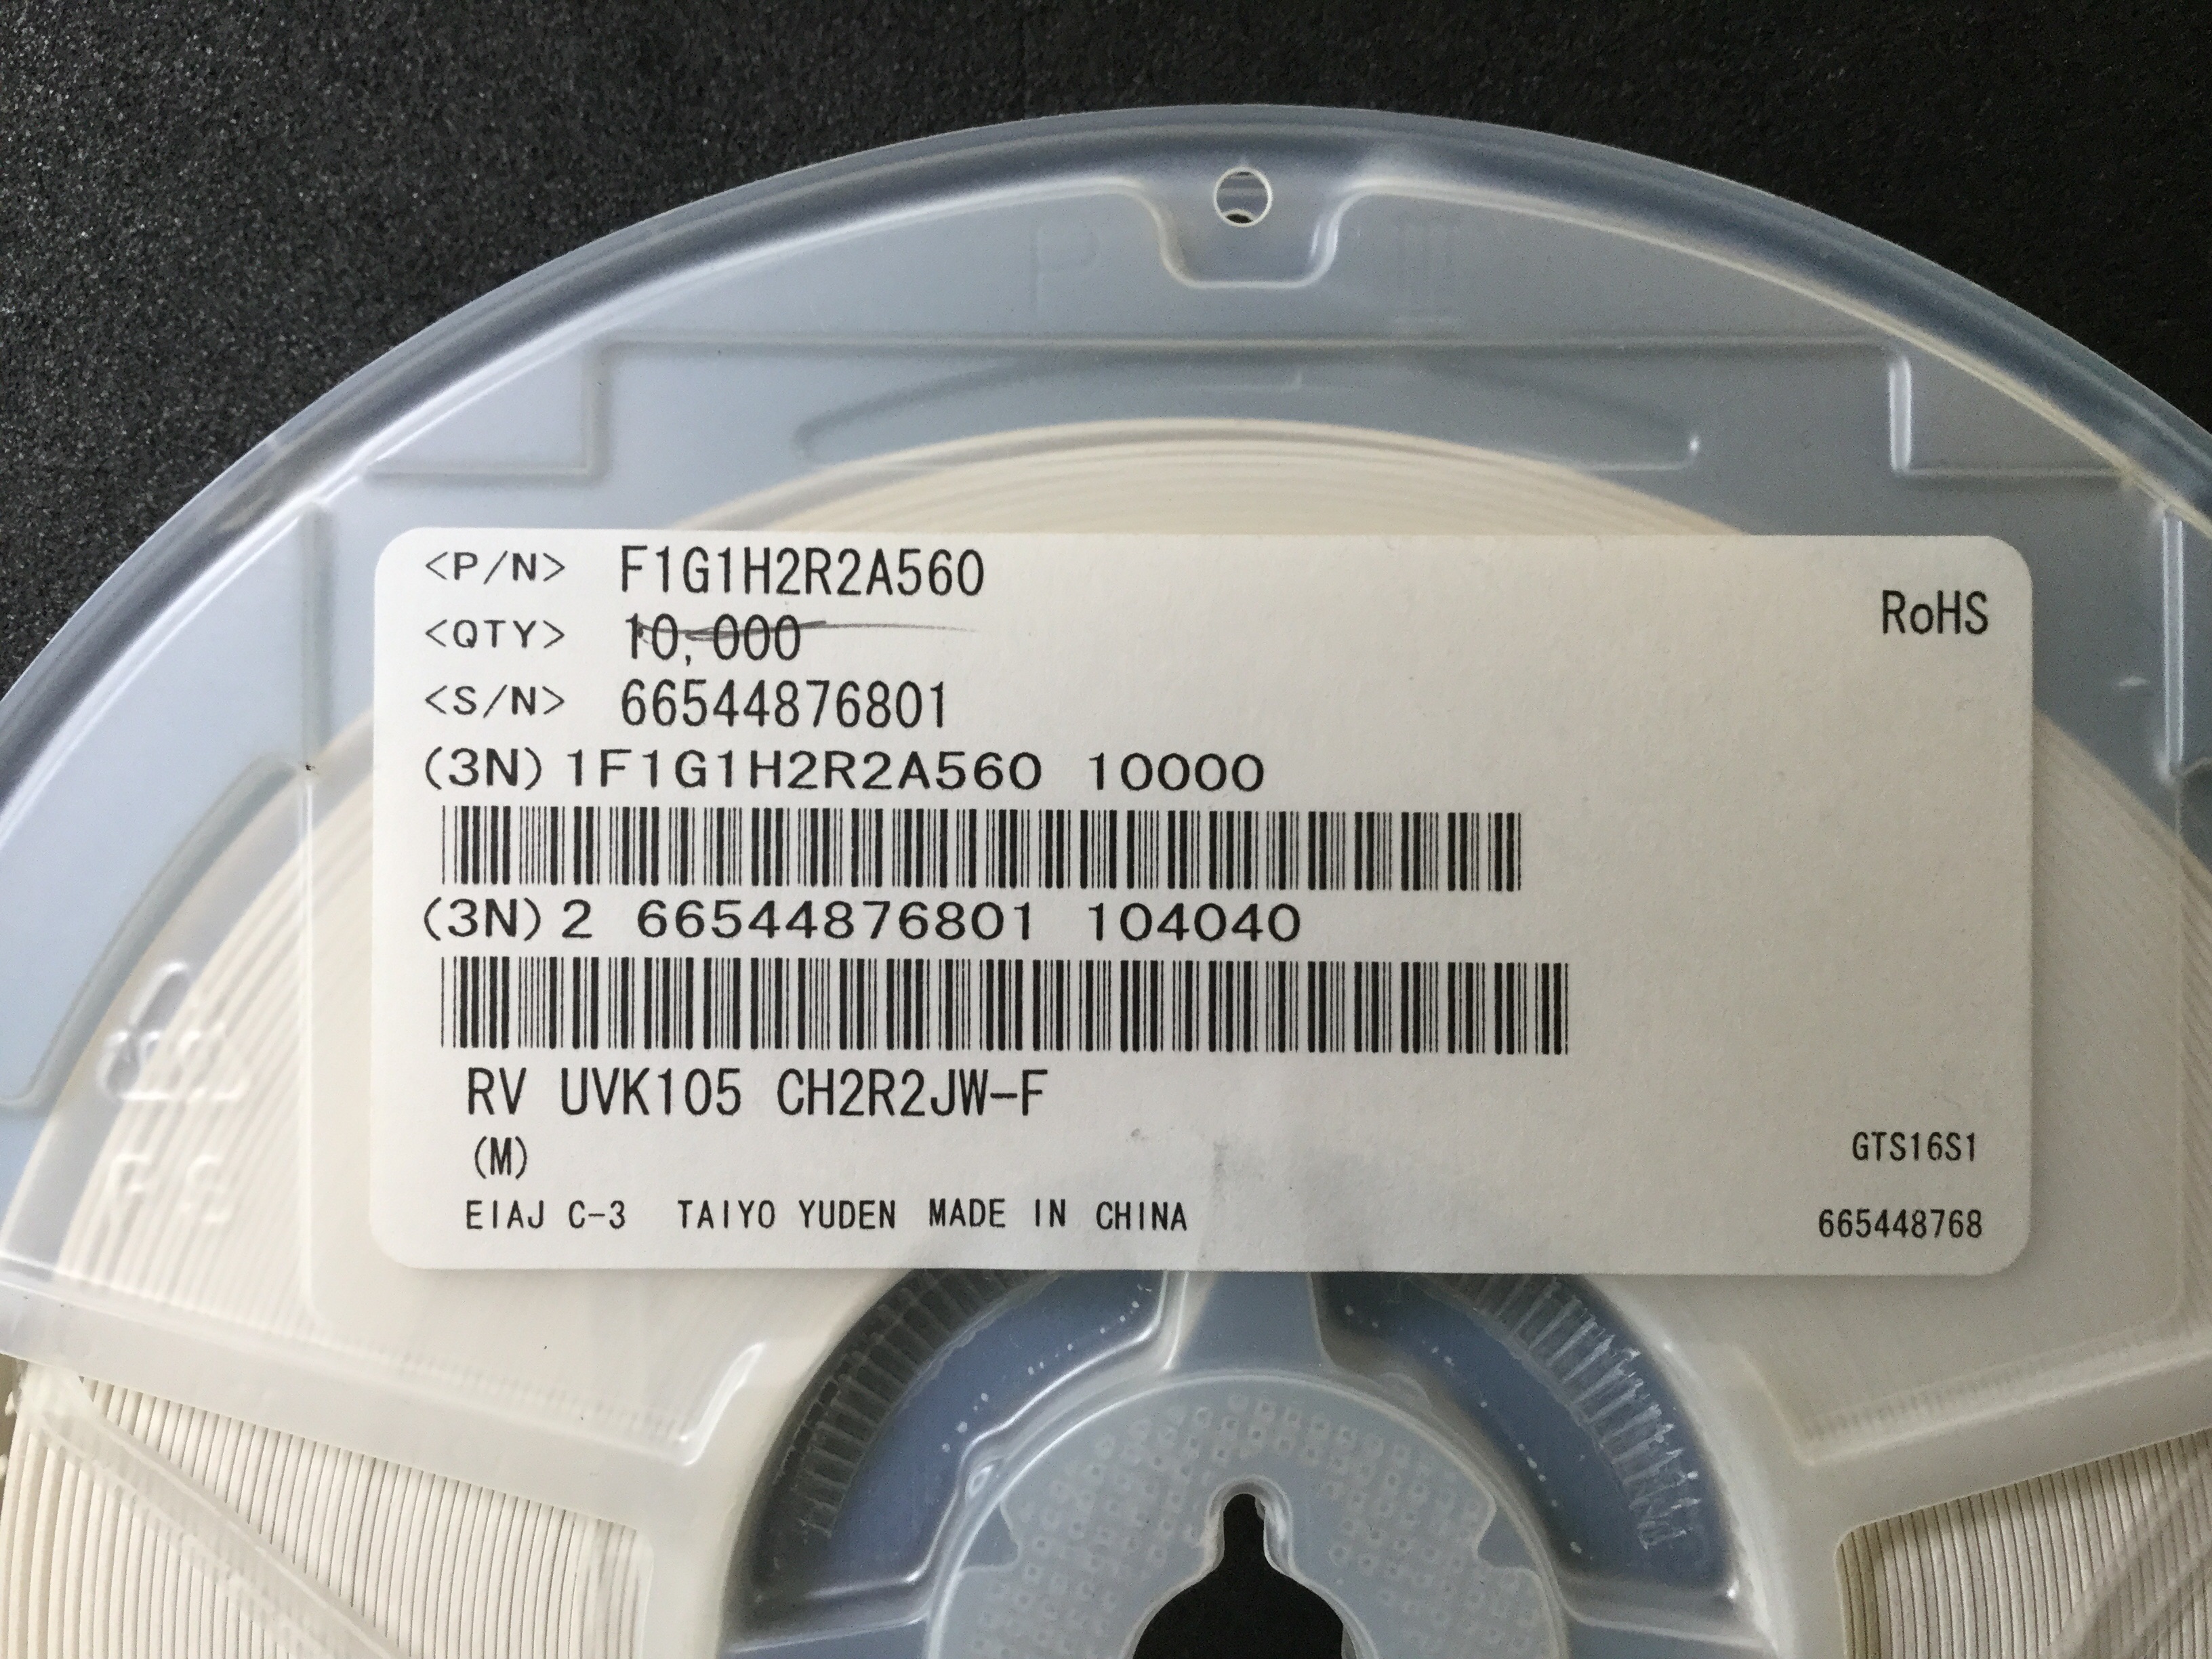 <P/N> F1G1H2R2A560
RoHS
<QTY> 10,000
<S/N> 66544876801
(3N)1F1G1H2R2A560 10000
(3N)2 66544876801 104040
RV UVK105 CH2R2JW-F
(M)
GTS16S1
EIAJ C-3 TAIYO YUDEN MADE IN CHINA
665448768